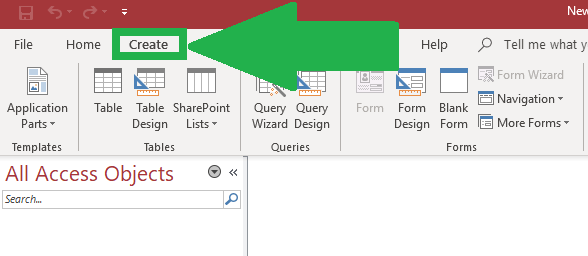 New
File Home Create Help Tell me what y
Application Parts
Table
Table Design
SharePoint Lists
Query Wizard
Query Design
Form
Form Design
Blank Form
Form Wizard
Navigation
More Forms
Templates Tables Queries Forms
All Access Objects
Search...